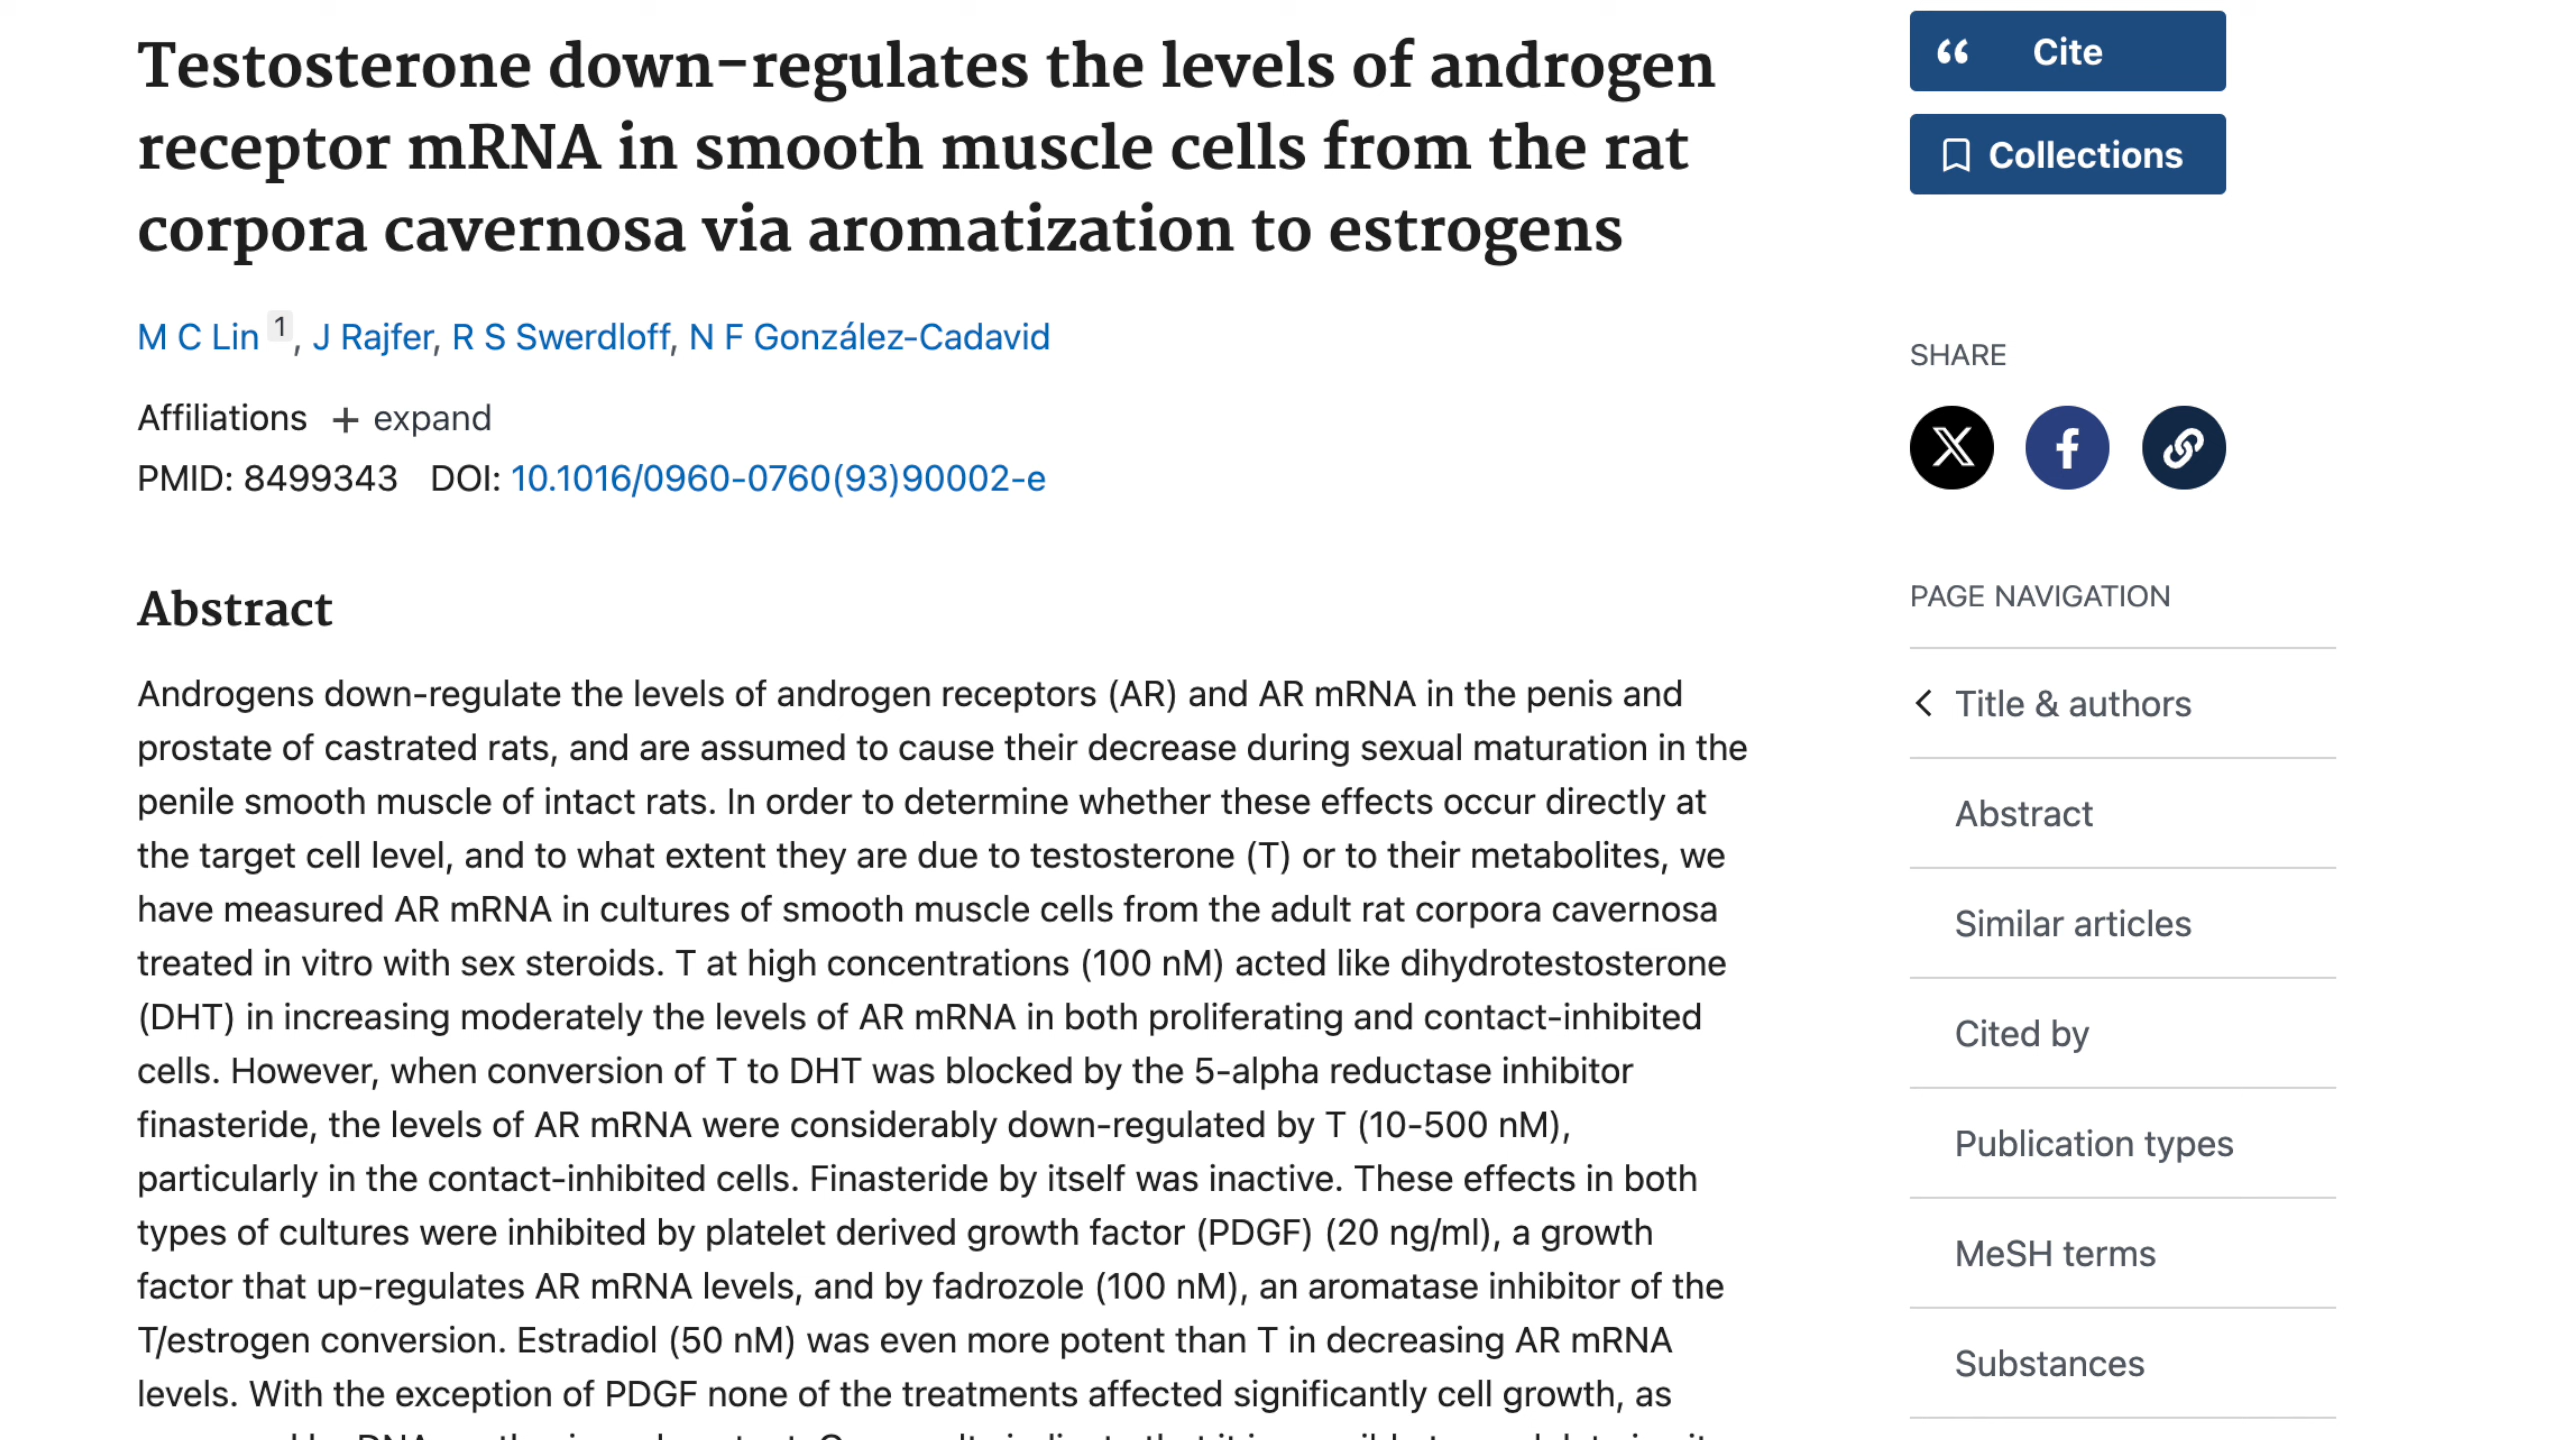 Testosterone down-regulates the levels of androgen
receptor mRNA in smooth muscle cells from the rat
corpora cavernosa via aromatization to estrogens
M C Lin 1, J Rajfer, R S Swerdloff, N F González-Cadavid
Affiliations + expand
PMID: 8499343 DOI: 10.1016/0960-0760(93)90002-e
Abstract
Androgens down-regulate the levels of androgen receptors (AR) and AR mRNA in the penis and
prostate of castrated rats, and are assumed to cause their decrease during sexual maturation in the
penile smooth muscle of intact rats. In order to determine whether these effects occur directly at
the target cell level, and to what extent they are due to testosterone (T) or to their metabolites, we
have measured AR mRNA in cultures of smooth muscle cells from the adult rat corpora cavernosa
treated in vitro with sex steroids. T at high concentrations (100 nM) acted like dihydrotestosterone
(DHT) in increasing moderately the levels of AR mRNA in both proliferating and contact-inhibited
cells. However, when conversion of T to DHT was blocked by the 5-alpha reductase inhibitor
finasteride, the levels of AR mRNA were considerably down-regulated by T (10-500 nM),
particularly in the contact-inhibited cells. Finasteride by itself was inactive. These effects in both
types of cultures were inhibited by platelet derived growth factor (PDGF) (20 ng/ml), a growth
factor that up-regulates AR mRNA levels, and by fadrozole (100 nM), an aromatase inhibitor of the
T/estrogen conversion. Estradiol (50 nM) was even more potent than T in decreasing AR mRNA
levels. With the exception of PDGF none of the treatments affected significantly cell growth, as
Cite
Collections
SHARE
X
f
PAGE NAVIGATION
< Title & authors
Abstract
Similar articles
Cited by
Publication types
MeSH terms
Substances